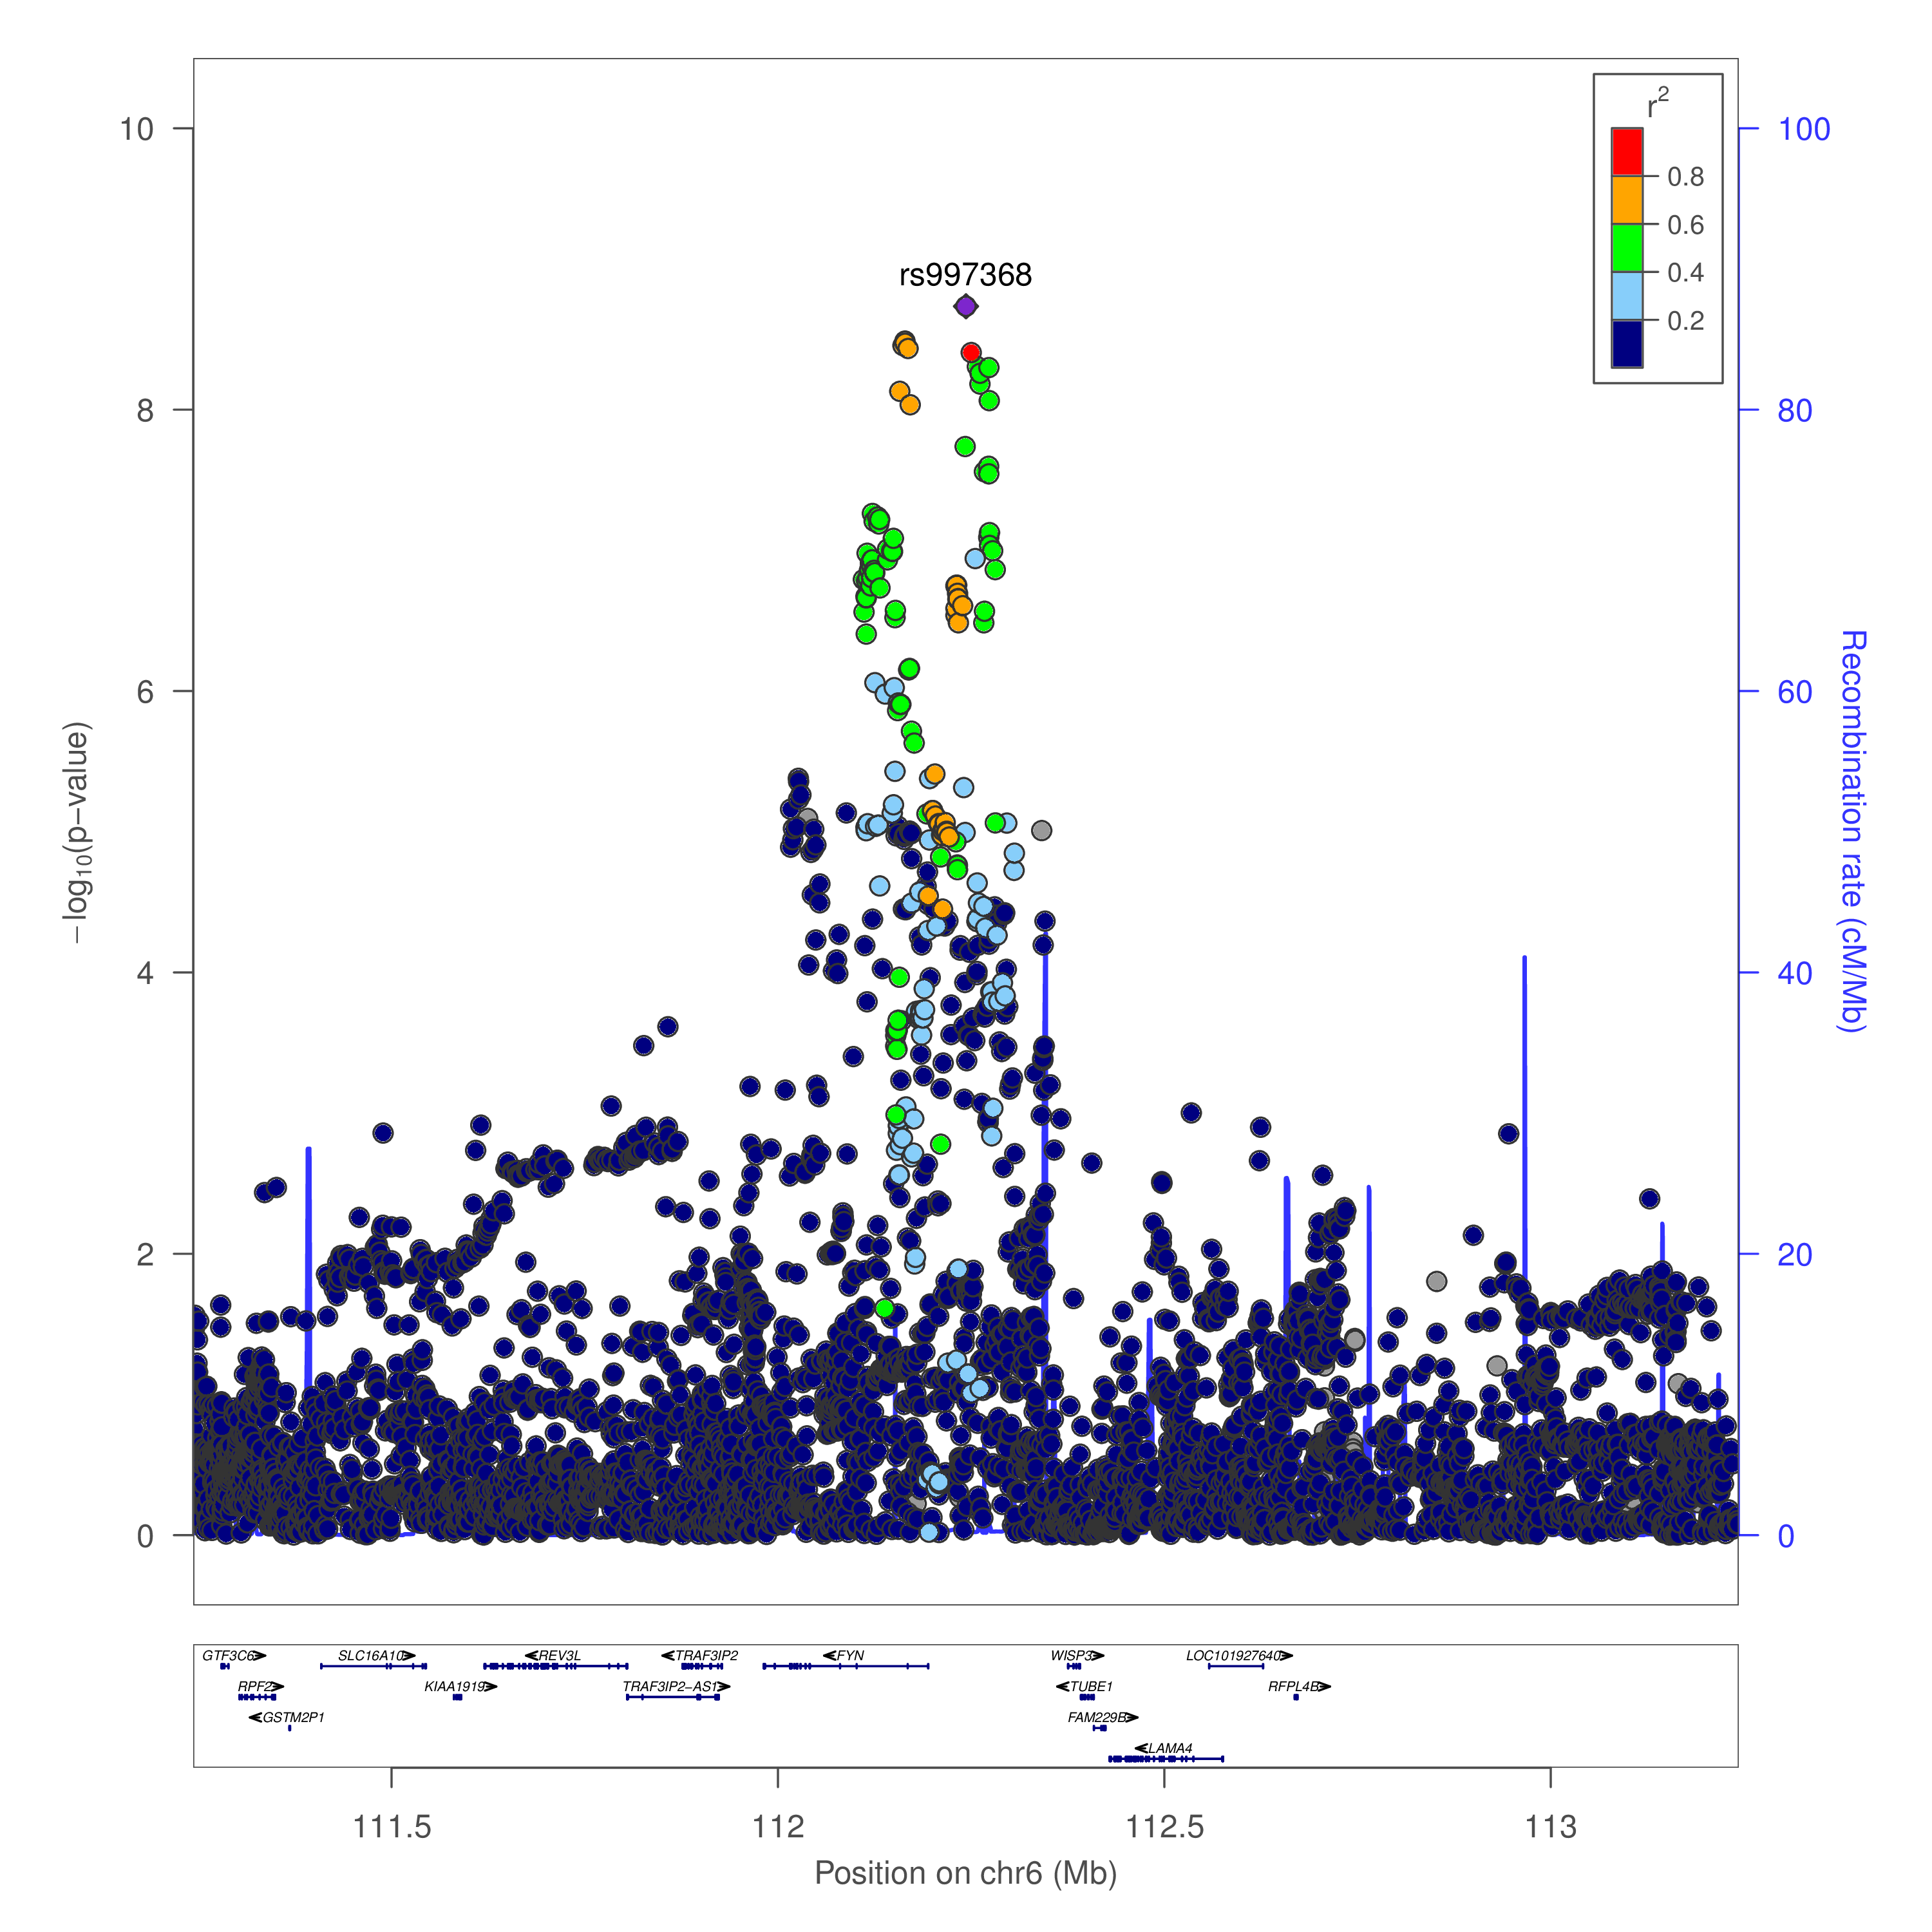 rs997368
r2
0.8
0.6
0.4
0.2
10
8
6
4
2
0
−log10(p−value)
100
80
60
40
20
0
Recombination rate (cM/Mb)
GTF3C6
SLC16A10
REV3L
TRAF3IP2
FYN
WISP3
LOC101927640
RPF2
KIAA1919
TRAF3IP2−AS1
TUBE1
RFPL4B
GSTM2P1
FAM229B
LAMA4
111.5
112
112.5
113
Position on chr6 (Mb)